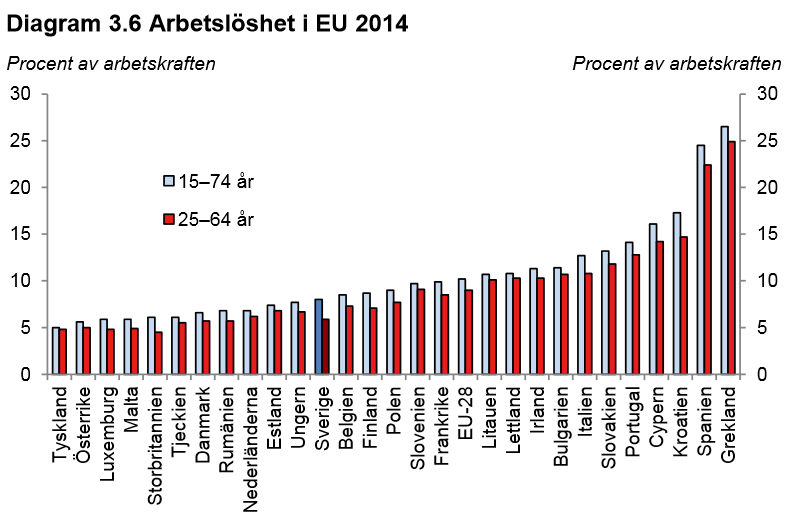 Diagram 3.6 Arbetslöshet i EU 2014
Procent av arbetskraften Procent av arbetskraften
30 30
25 25
20 20
15 15
10 10
5 5
0 0
15–74 år
25–64 år
Tyskland
Österrike
Luxemburg
Malta
Storbritannien
Tjeckien
Danmark
Rumänien
Nederländerna
Estland
Ungern
Sverige
Belgien
Finland
Polen
Slovenien
Frankrike
EU-28
Litauen
Lettland
Irland
Bulgarien
Italien
Slovakien
Portugal
Cypern
Kroatien
Spanien
Grekland